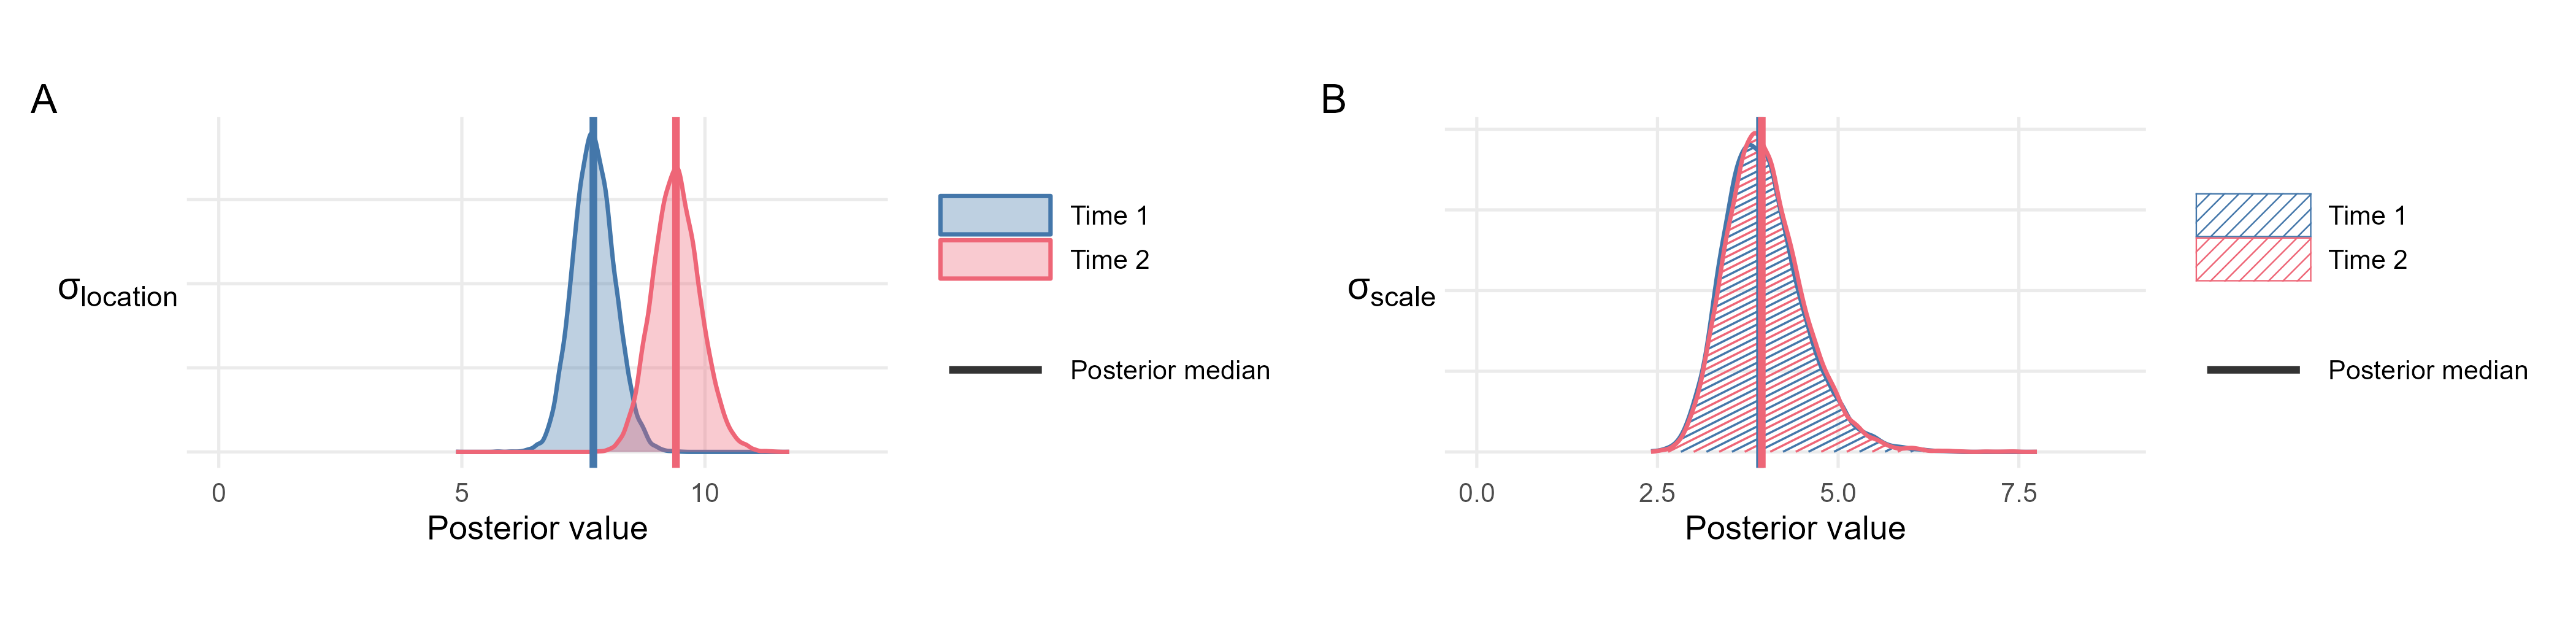 A
σlocation
0 5 10
Posterior value
Time 1
Time 2
Posterior median
B
σscale
0.0 2.5 5.0 7.5
Posterior value
Time 1
Time 2
Posterior median